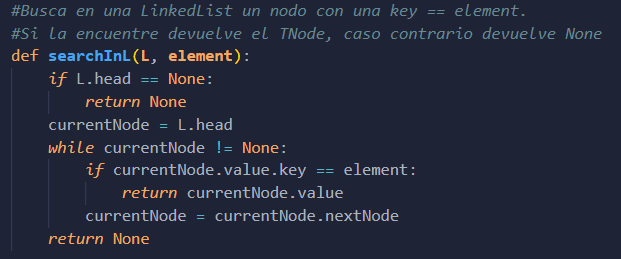 #Busca en una LinkedList un nodo con una key == element.
#Si la encuentre devuelve el TNode, caso contrario devuelve None
def searchInL(L, element):
    if L.head == None:
        return None
    currentNode = L.head
    while currentNode != None:
        if currentNode.value.key == element:
            return currentNode.value
        currentNode = currentNode.nextNode
    return None